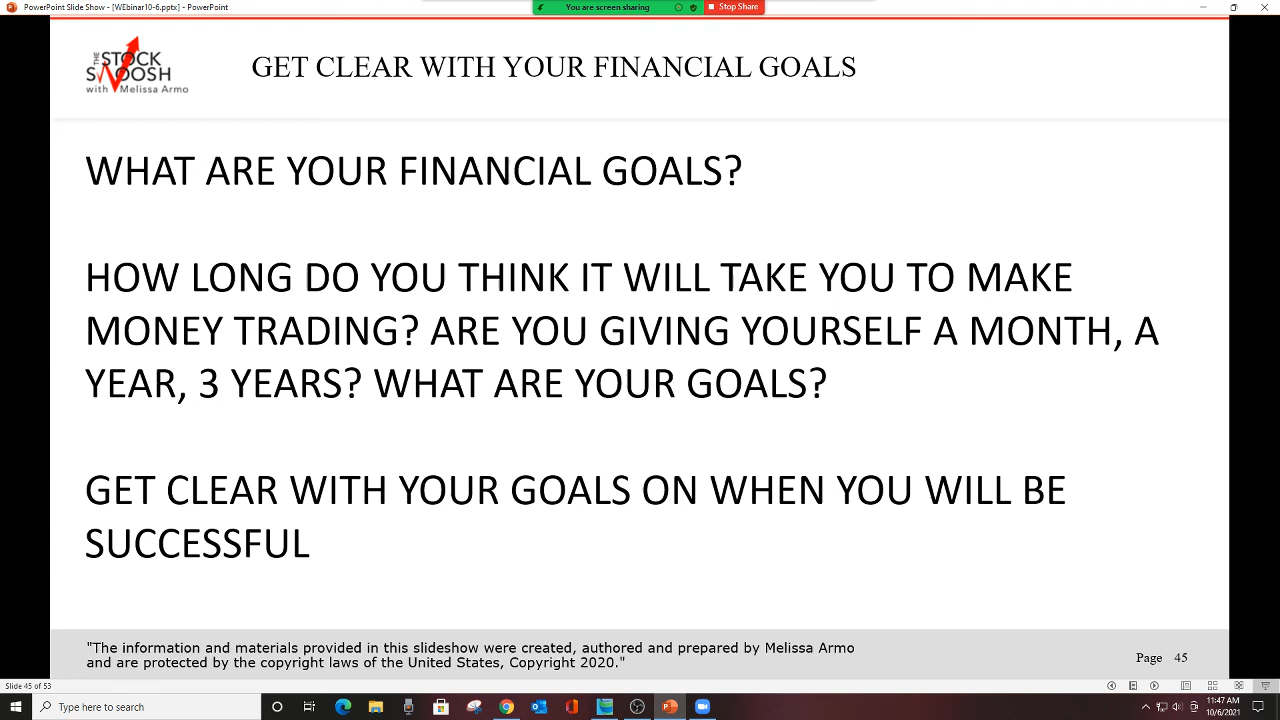 PowerPoint Slide Show - [WEbinar10-6.pptx] - PowerPoint
You are screen sharing
Stop Share
THE
STOCK
SWOOSH
with Melissa Armo
GET CLEAR WITH YOUR FINANCIAL GOALS
WHAT ARE YOUR FINANCIAL GOALS?
HOW LONG DO YOU THINK IT WILL TAKE YOU TO MAKE
MONEY TRADING? ARE YOU GIVING YOURSELF A MONTH, A
YEAR, 3 YEARS? WHAT ARE YOUR GOALS?
GET CLEAR WITH YOUR GOALS ON WHEN YOU WILL BE
SUCCESSFUL
"The information and materials provided in this slideshow were created, authored and prepared by Melissa Armo
and are protected by the copyright laws of the United States, Copyright 2020."
Page 45
Slide 45 of 53
Type here to search
11:47 AM
10/6/2021